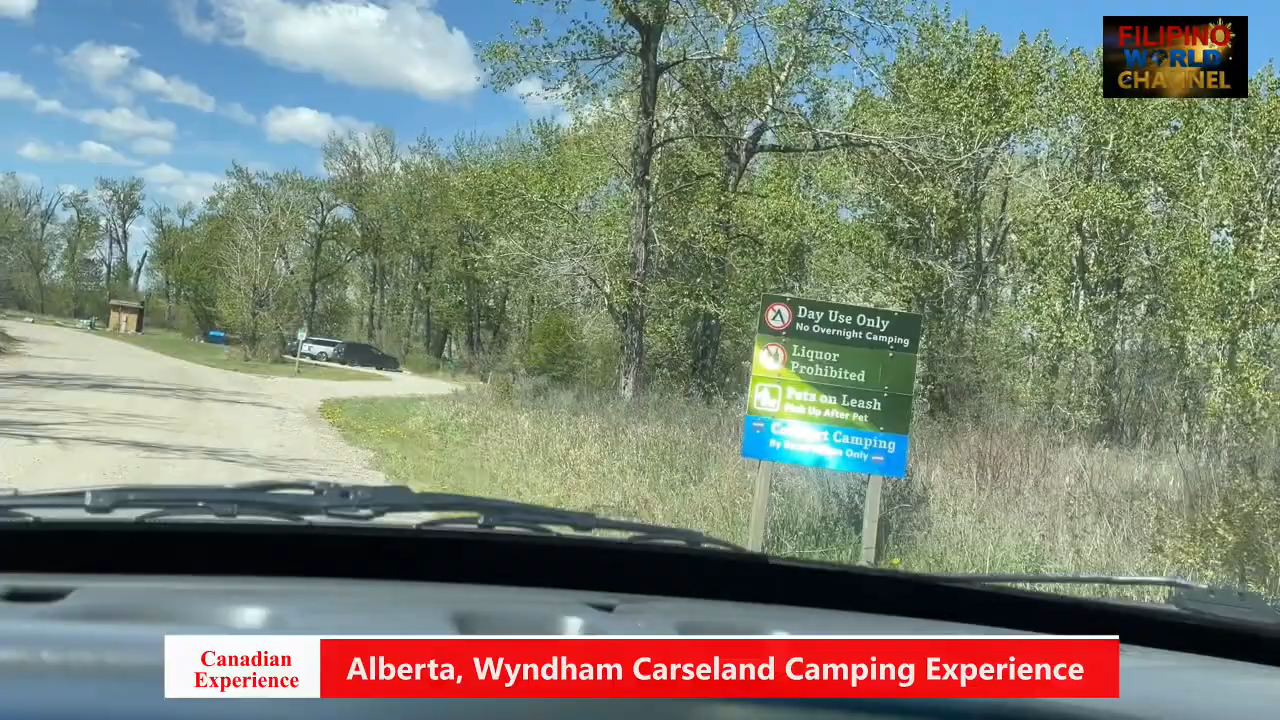 FILIPINO
WORLD
CHANNEL
Day Use Only
No Overnight Camping
Liquor
Prohibited
Pets on Leash
Pick Up After Pet
Camping
By Only
Canadian
Experience
Alberta, Wyndham Carseland Camping Experience